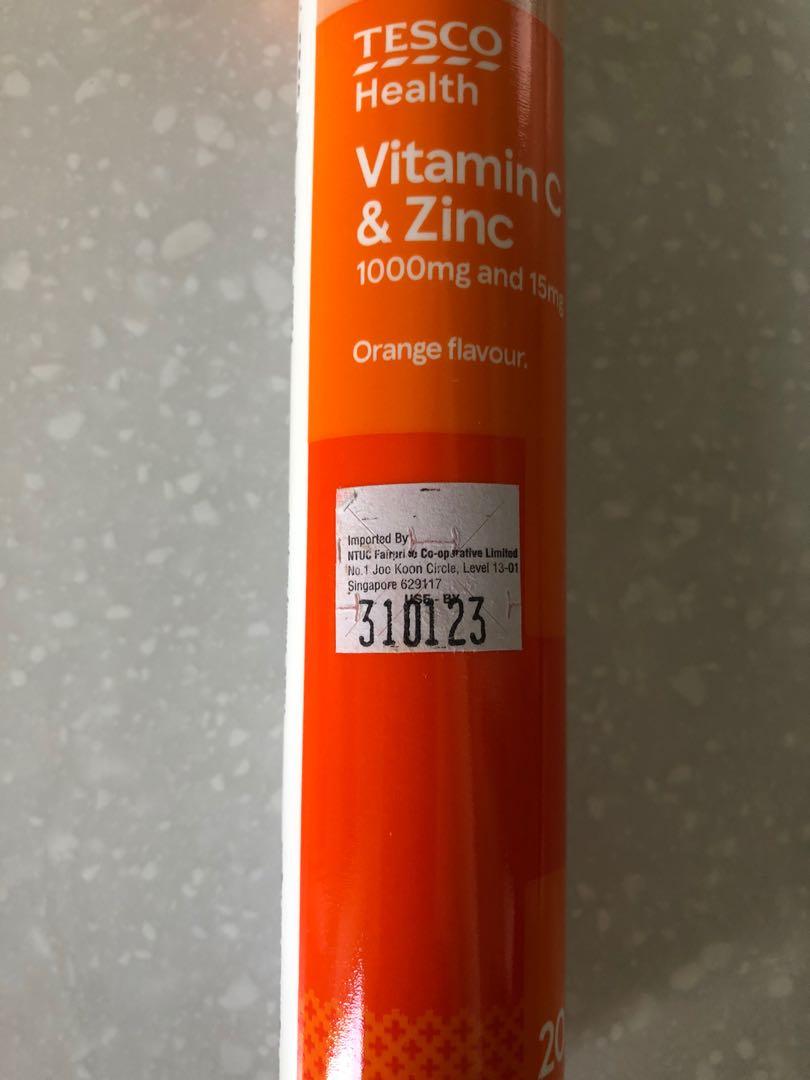 TESCO
Health
Vitamin C
& Zinc
1000mg and 15mg
Orange flavour.
Imported By
NTUC Fairprice Co-operative Limited
No.1 Joo Koon Circle, Level 13-01
Singapore 629117
USE - BY
310123
20